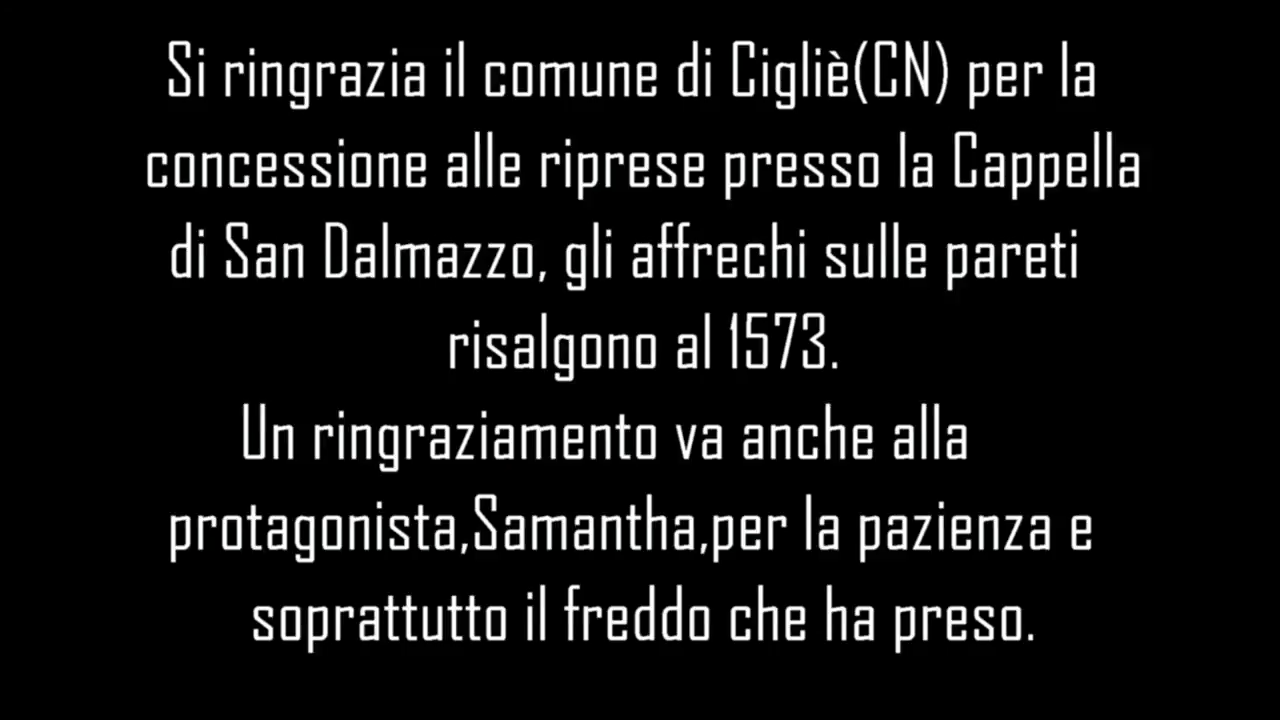 Si ringrazia il comune di Cigliè(CN) per la
concessione alle riprese presso la Cappella
di San Dalmazzo, gli affrechi sulle pareti
risalgono al 1573.
Un ringraziamento va anche alla
protagonista,Samantha,per la pazienza e
soprattutto il freddo che ha preso.